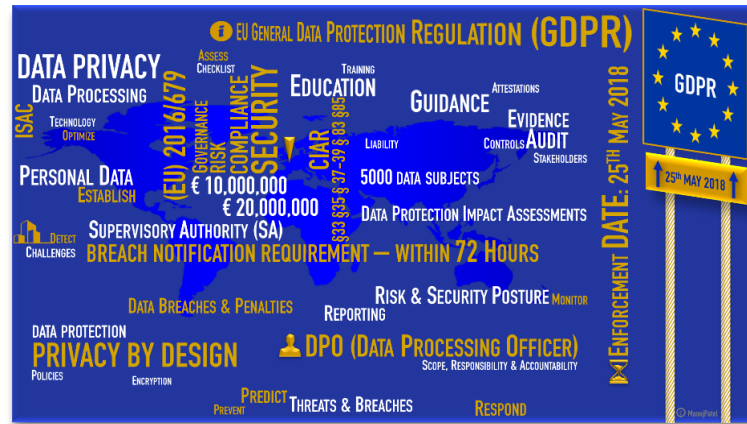 EU General Data Protection Regulation (GDPR)
Assess
Checklist
DATA PRIVACY
Data Processing
ISAC
Technology
Optimize
(EU) 2016/679
Governance
Risk
Compliance
Security
Training
Education
Guidance
Attestations
Evidence
Controls Audit
Stakeholders
CIAR
§33 §35 § 37–39 § 83 §85
Liability
5000 data subjects
Personal Data
Establish
€ 10,000,000
€ 20,000,000
Data Protection Impact Assessments
Supervisory Authority (SA)
Detect
Challenges
Breach notification requirement — within 72 Hours
Data Breaches & Penalties
Risk & Security Posture Monitor
Reporting
Data protection
Privacy by Design
Policies
Encryption
DPO (Data Processing Officer)
Scope, Responsibility & Accountability
Predict
Prevent
Threats & Breaches
Respond
Enforcement Date: 25th May 2018
GDPR
25th MAY 2018
ManojPatel